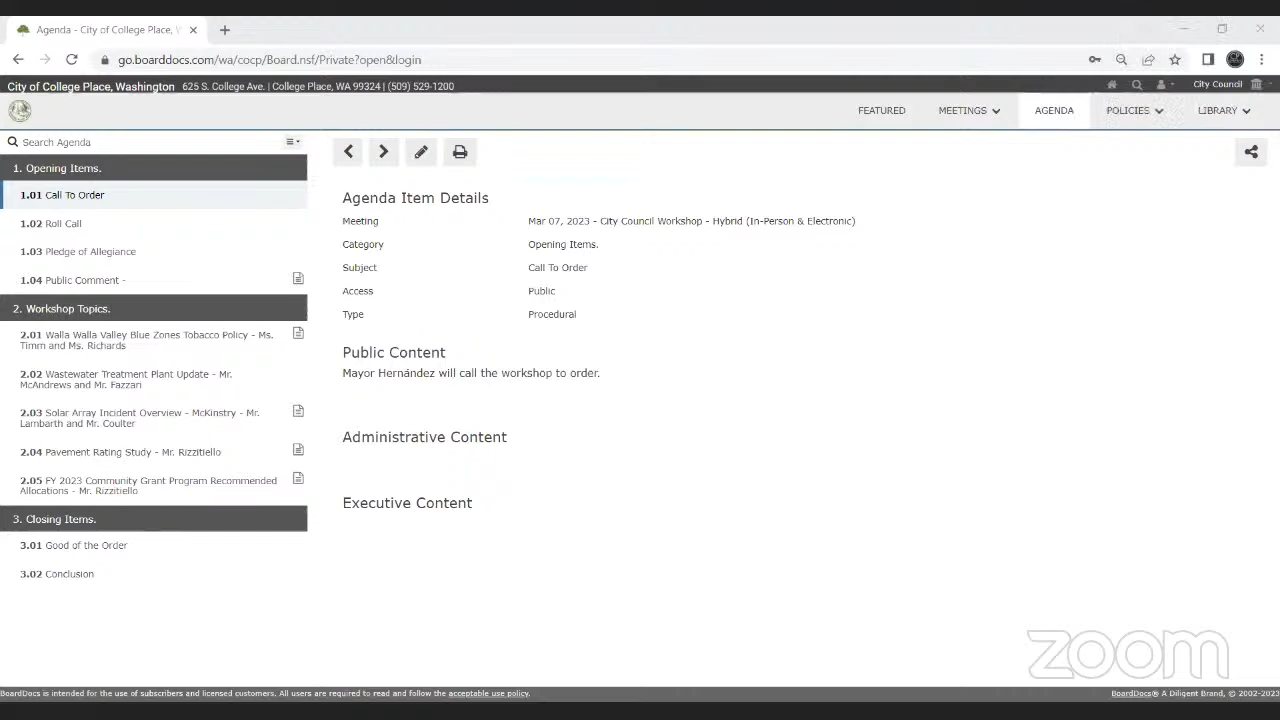 Agenda - City of College Place, W
go.boarddocs.com/wa/cocp/Board.nsf/Private?open&login
City of College Place, Washington 625 S. College Ave. | College Place, WA 99324 | (509) 529-1200
City Council
FEATURED MEETINGS AGENDA POLICIES LIBRARY
Search Agenda
1. Opening Items.
1.01 Call To Order
1.02 Roll Call
1.03 Pledge of Allegiance
1.04 Public Comment -
2. Workshop Topics.
2.01 Walla Walla Valley Blue Zones Tobacco Policy - Ms.
Timm and Ms. Richards
2.02 Wastewater Treatment Plant Update - Mr.
McAndrews and Mr. Fazzari
2.03 Solar Array Incident Overview - McKinstry - Mr.
Lambarth and Mr. Coulter
2.04 Pavement Rating Study - Mr. Rizzitiello
2.05 FY 2023 Community Grant Program Recommended
Allocations - Mr. Rizzitiello
3. Closing Items.
3.01 Good of the Order
3.02 Conclusion
Agenda Item Details
Meeting Mar 07, 2023 - City Council Workshop - Hybrid (In-Person & Electronic)
Category Opening Items.
Subject Call To Order
Access Public
Type Procedural
Public Content
Mayor Hernández will call the workshop to order.
Administrative Content
Executive Content
zoom
BoardDocs is intended for the use of subscribers and licensed customers. All users are required to read and follow the acceptable use policy.
BoardDocs® A Diligent Brand, © 2002-2023